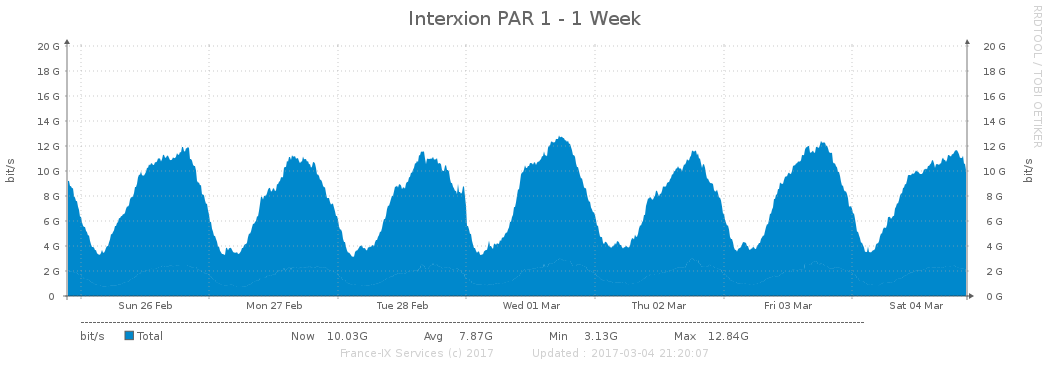 Interxion PAR 1 - 1 Week
RRDTOOL / TOBI OETIKER
20 G 20 G
18 G 18 G
16 G 16 G
14 G 14 G
12 G 12 G
10 G 10 G
8 G 8 G
6 G 6 G
4 G 4 G
2 G 2 G
0 0 G
bit/s bit/s
Sun 26 Feb Mon 27 Feb Tue 28 Feb Wed 01 Mar Thu 02 Mar Fri 03 Mar Sat 04 Mar
bit/s Total Now 10.03G Avg 7.87G Min 3.13G Max 12.84G
France-IX Services (c) 2017 Updated : 2017-03-04 21:20:07